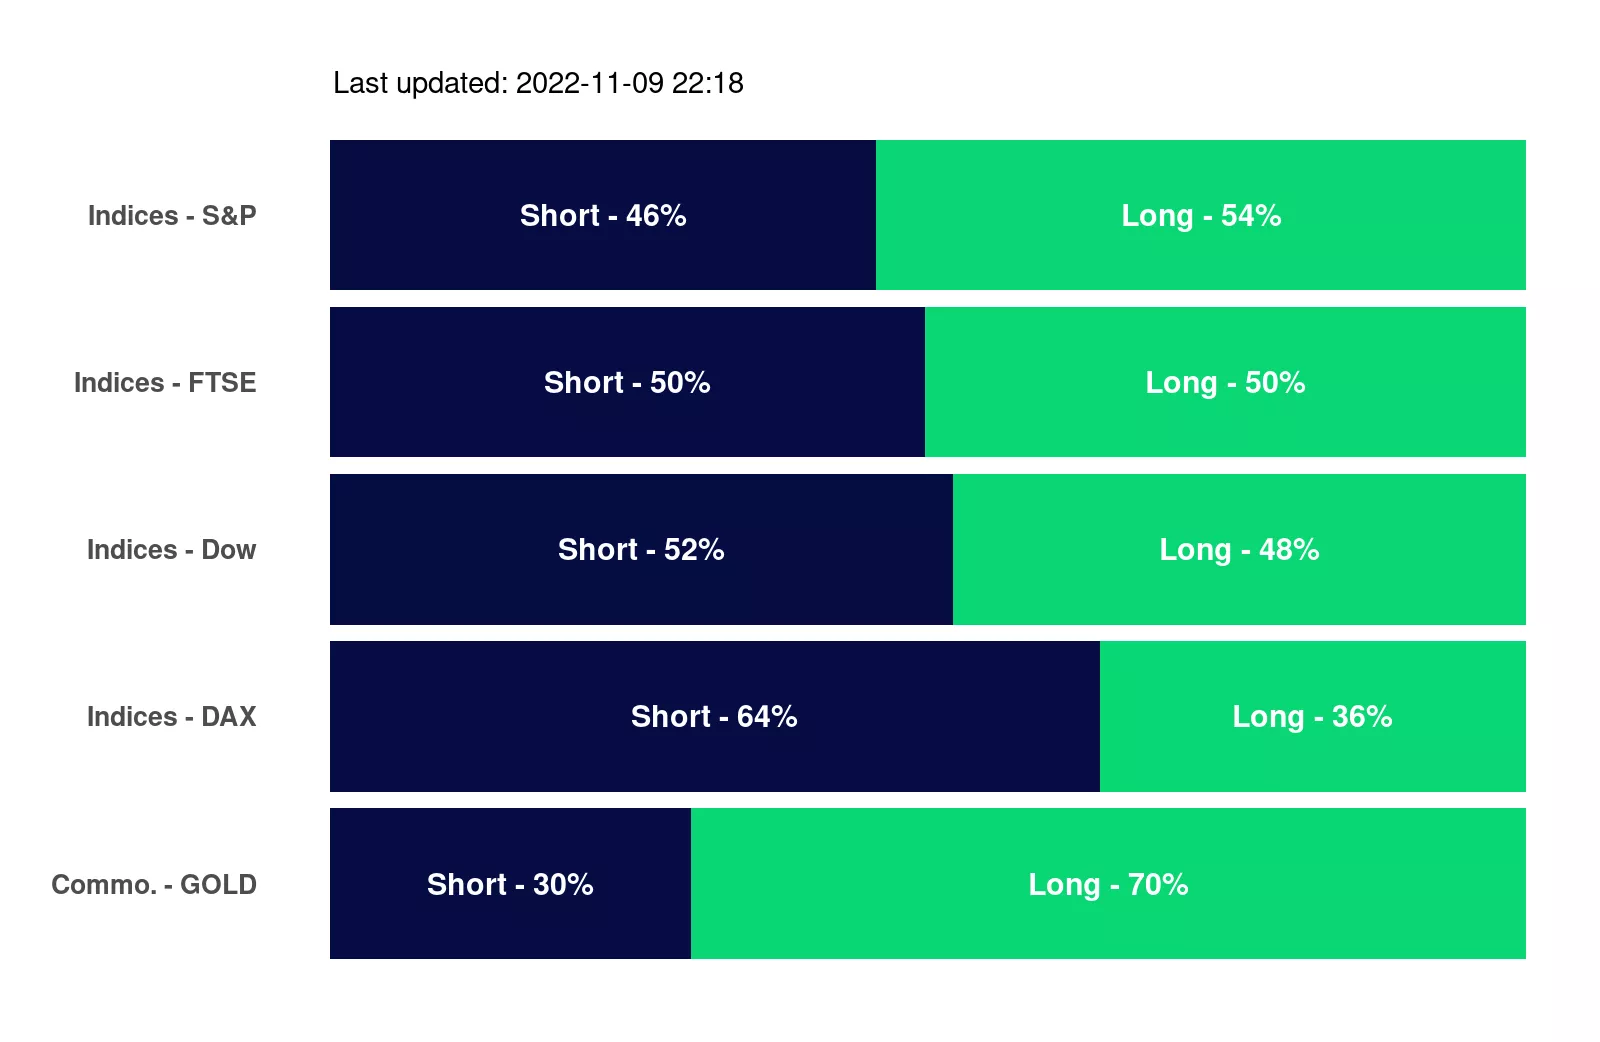 Last updated: 2022-11-09 22:18
Indices - S&P Short - 46% Long - 54%
Indices - FTSE Short - 50% Long - 50%
Indices - Dow Short - 52% Long - 48%
Indices - DAX Short - 64% Long - 36%
Commo. - GOLD Short - 30% Long - 70%